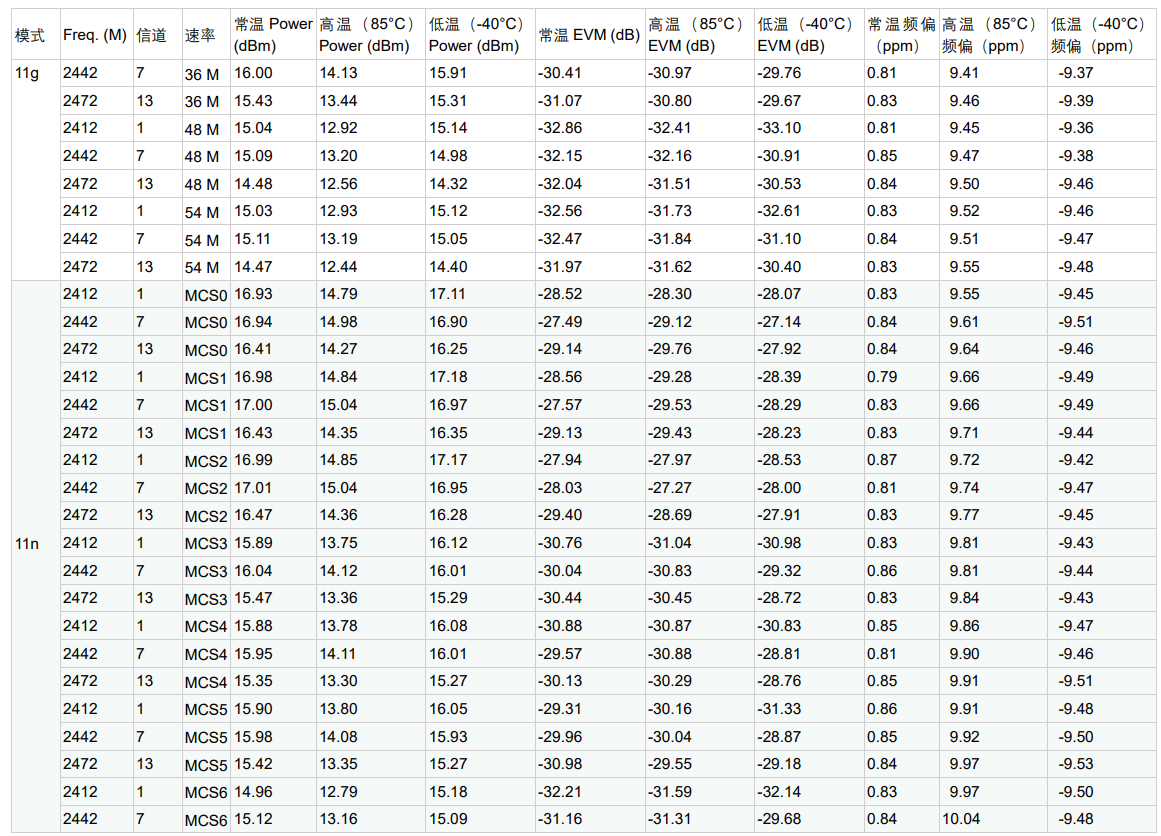 模式 Freq. (M) 信道 速率 常温 Power (dBm) 高温（85°C）Power (dBm) 低温（-40°C）Power (dBm) 常温 EVM (dB) 高温（85°C）EVM (dB) 低温（-40°C）EVM (dB) 常温频偏（ppm） 高温（85°C）频偏（ppm） 低温（-40°C）频偏（ppm）
11g 2442 7 36 M 16.00 14.13 15.91 -30.41 -30.97 -29.76 0.81 9.41 -9.37
2472 13 36 M 15.43 13.44 15.31 -31.07 -30.80 -29.67 0.83 9.46 -9.39
2412 1 48 M 15.04 12.92 15.14 -32.86 -32.41 -33.10 0.81 9.45 -9.36
2442 7 48 M 15.09 13.20 14.98 -32.15 -32.16 -30.91 0.85 9.47 -9.38
2472 13 48 M 14.48 12.56 14.32 -32.04 -31.51 -30.53 0.84 9.50 -9.46
2412 1 54 M 15.03 12.93 15.12 -32.56 -31.73 -32.61 0.83 9.52 -9.46
2442 7 54 M 15.11 13.19 15.05 -32.47 -31.84 -31.10 0.84 9.51 -9.47
2472 13 54 M 14.47 12.44 14.40 -31.97 -31.62 -30.40 0.83 9.55 -9.48
2412 1 MCS0 16.93 14.79 17.11 -28.52 -28.30 -28.07 0.83 9.55 -9.45
2442 7 MCS0 16.94 14.98 16.90 -27.49 -29.12 -27.14 0.84 9.61 -9.51
2472 13 MCS0 16.41 14.27 16.25 -29.14 -29.76 -27.92 0.84 9.64 -9.46
2412 1 MCS1 16.98 14.84 17.18 -28.56 -29.28 -28.39 0.79 9.66 -9.49
2442 7 MCS1 17.00 15.04 16.97 -27.57 -29.53 -28.29 0.83 9.66 -9.49
2472 13 MCS1 16.43 14.35 16.35 -29.13 -29.43 -28.23 0.83 9.71 -9.44
2412 1 MCS2 16.99 14.85 17.17 -27.94 -27.97 -28.53 0.87 9.72 -9.42
2442 7 MCS2 17.01 15.04 16.95 -28.03 -27.27 -28.00 0.81 9.74 -9.47
2472 13 MCS2 16.47 14.36 16.28 -29.40 -28.69 -27.91 0.83 9.77 -9.45
11n 2412 1 MCS3 15.89 13.75 16.12 -30.76 -31.04 -30.98 0.83 9.81 -9.43
2442 7 MCS3 16.04 14.12 16.01 -30.04 -30.83 -29.32 0.86 9.81 -9.44
2472 13 MCS3 15.47 13.36 15.29 -30.44 -30.45 -28.72 0.83 9.84 -9.43
2412 1 MCS4 15.88 13.78 16.08 -30.88 -30.87 -30.83 0.85 9.86 -9.47
2442 7 MCS4 15.95 14.11 16.01 -29.57 -30.88 -28.81 0.81 9.90 -9.46
2472 13 MCS4 15.35 13.30 15.27 -30.13 -30.29 -28.76 0.85 9.91 -9.51
2412 1 MCS5 15.90 13.80 16.05 -29.31 -30.16 -31.33 0.86 9.91 -9.48
2442 7 MCS5 15.98 14.08 15.93 -29.96 -30.04 -28.87 0.85 9.92 -9.50
2472 13 MCS5 15.42 13.35 15.27 -30.98 -29.55 -29.18 0.84 9.97 -9.53
2412 1 MCS6 14.96 12.79 15.18 -32.21 -31.59 -32.14 0.83 9.97 -9.50
2442 7 MCS6 15.12 13.16 15.09 -31.16 -31.31 -29.68 0.84 10.04 -9.48